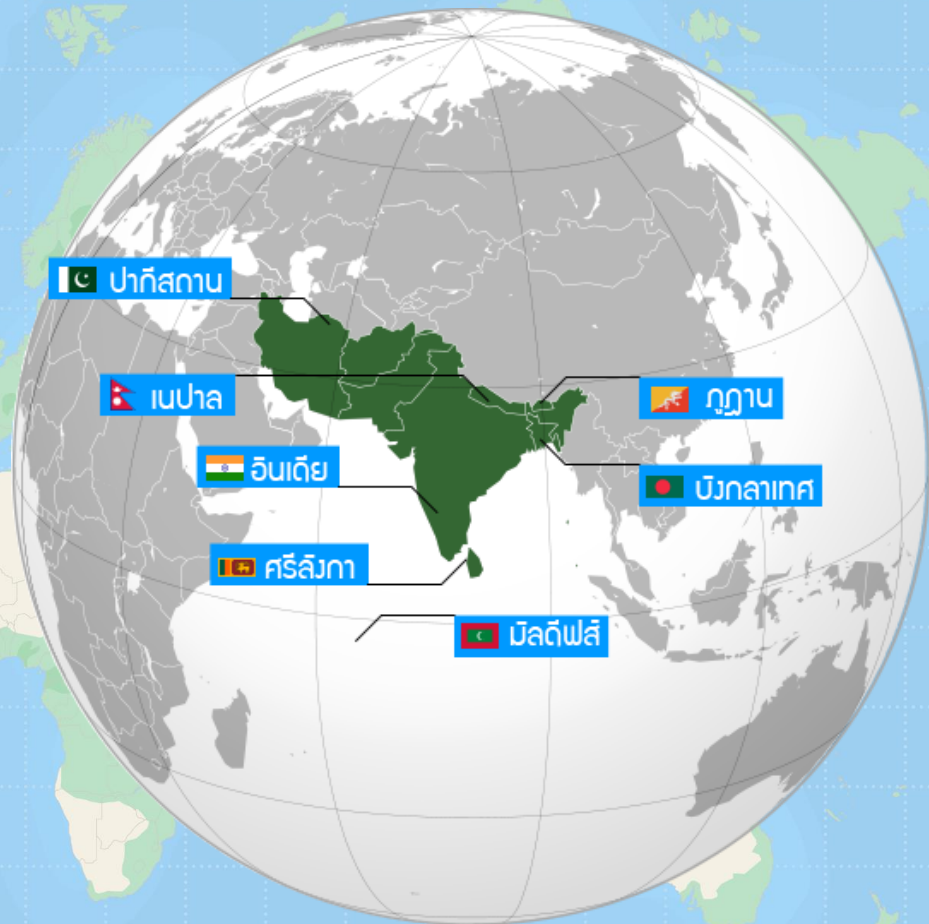 ปากีสถาน
เนปาล
ภูฏาน
อินเดีย
บังกลาเทศ
ศรีลังกา
มัลดีฟส์